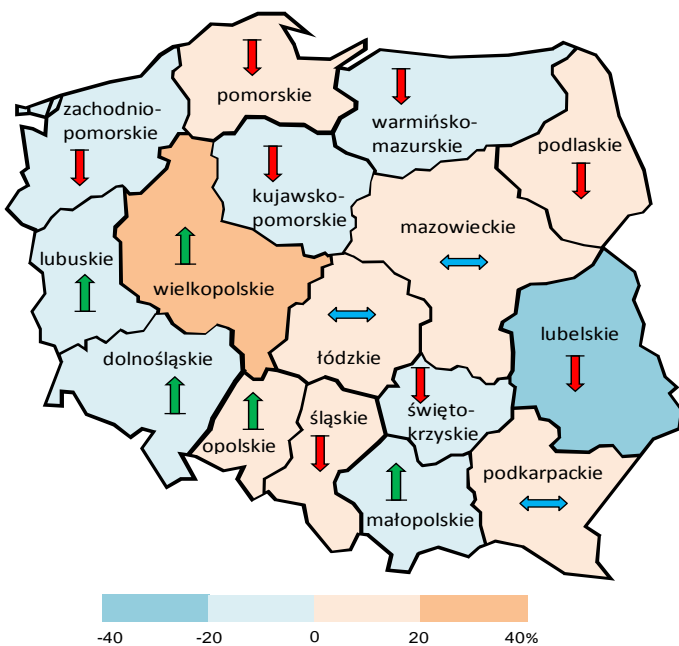 pomorskie
zachodnio-
pomorskie
warmińsko-
mazurskie
podlaskie
kujawsko-
pomorskie
mazowieckie
lubuskie
wielkopolskie
lubelskie
dolnośląskie
łódzkie
śląskie
święto-
krzyskie
opolskie
podkarpackie
małopolskie
-40 -20 0 20 40%